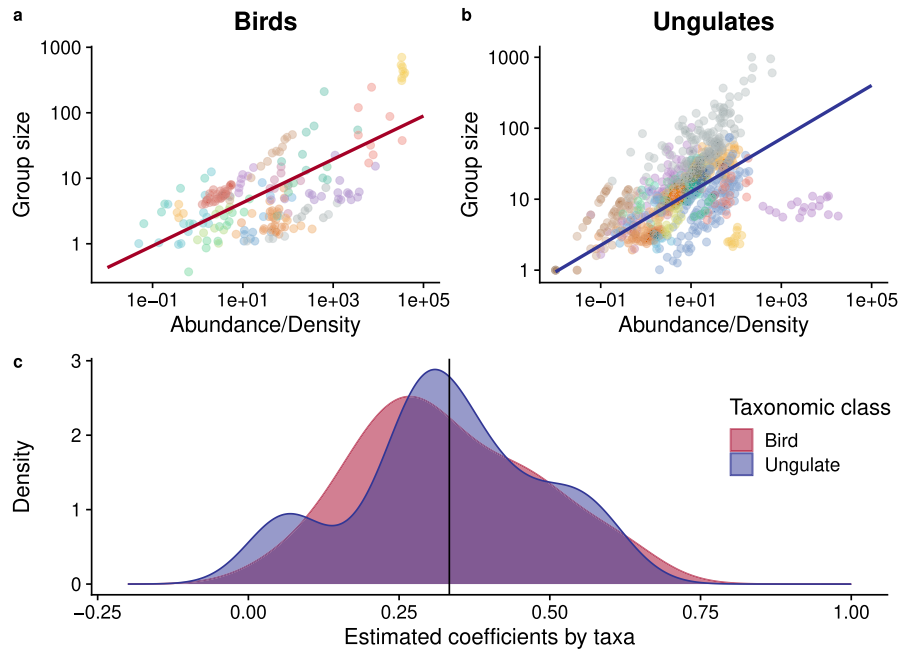 a
Birds
1000
100
10
1
Group size
1e−01
1e+01
1e+03
1e+05
Abundance/Density
b
Ungulates
1000
100
10
1
Group size
1e−01
1e+01
1e+03
1e+05
Abundance/Density
c
3
2
1
0
Density
−0.25
0.00
0.25
0.50
0.75
1.00
Estimated coefficients by taxa
Taxonomic class
Bird
Ungulate